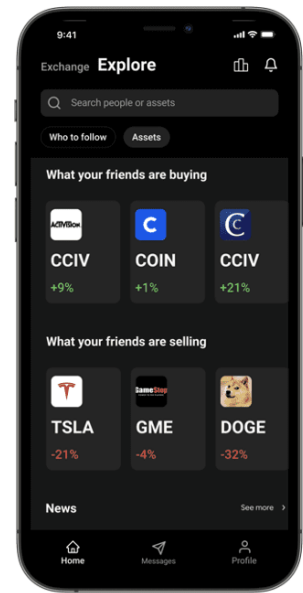 9:41
Exchange Explore
Search people or assets
Who to follow Assets
What your friends are buying
ACTIVISION C C
CCIV COIN CCIV
+9% +1% +21%
What your friends are selling
GameStop
TSLA GME DOGE
-21% -4% -32%
News See more
Home Messages Profile